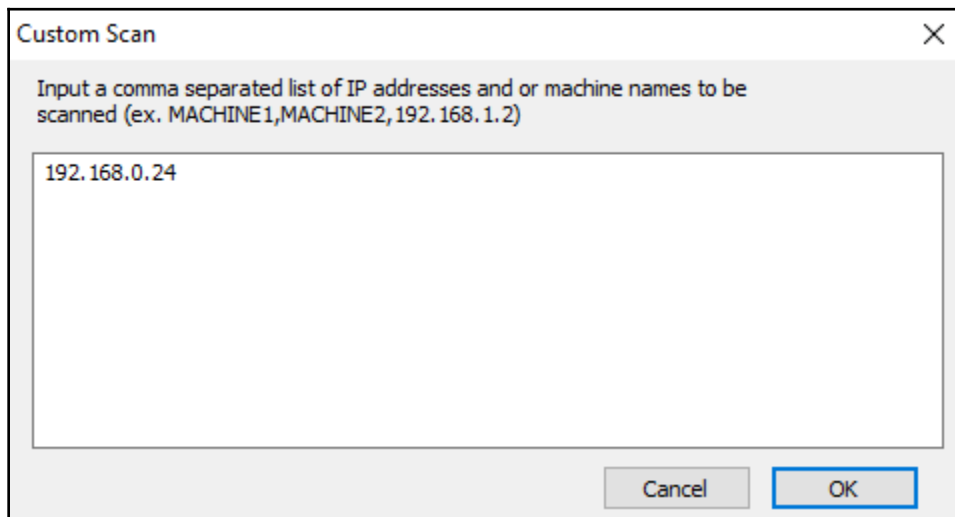 Custom Scan
Input a comma separated list of IP addresses and or machine names to be
scanned (ex. MACHINE1,MACHINE2,192.168.1.2)
192.168.0.24
Cancel
OK